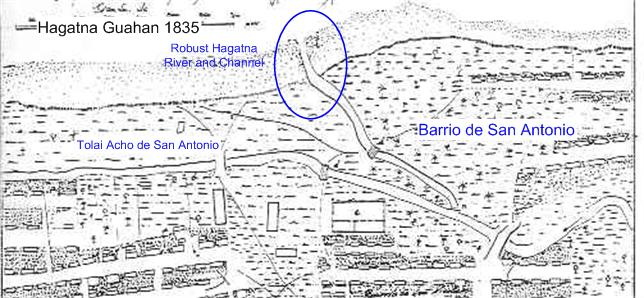 Hagatna Guahan 1835
Robust Hagatna
River and Channel
Barrio de San Antonio
Tolai Acho de San Antonio
C